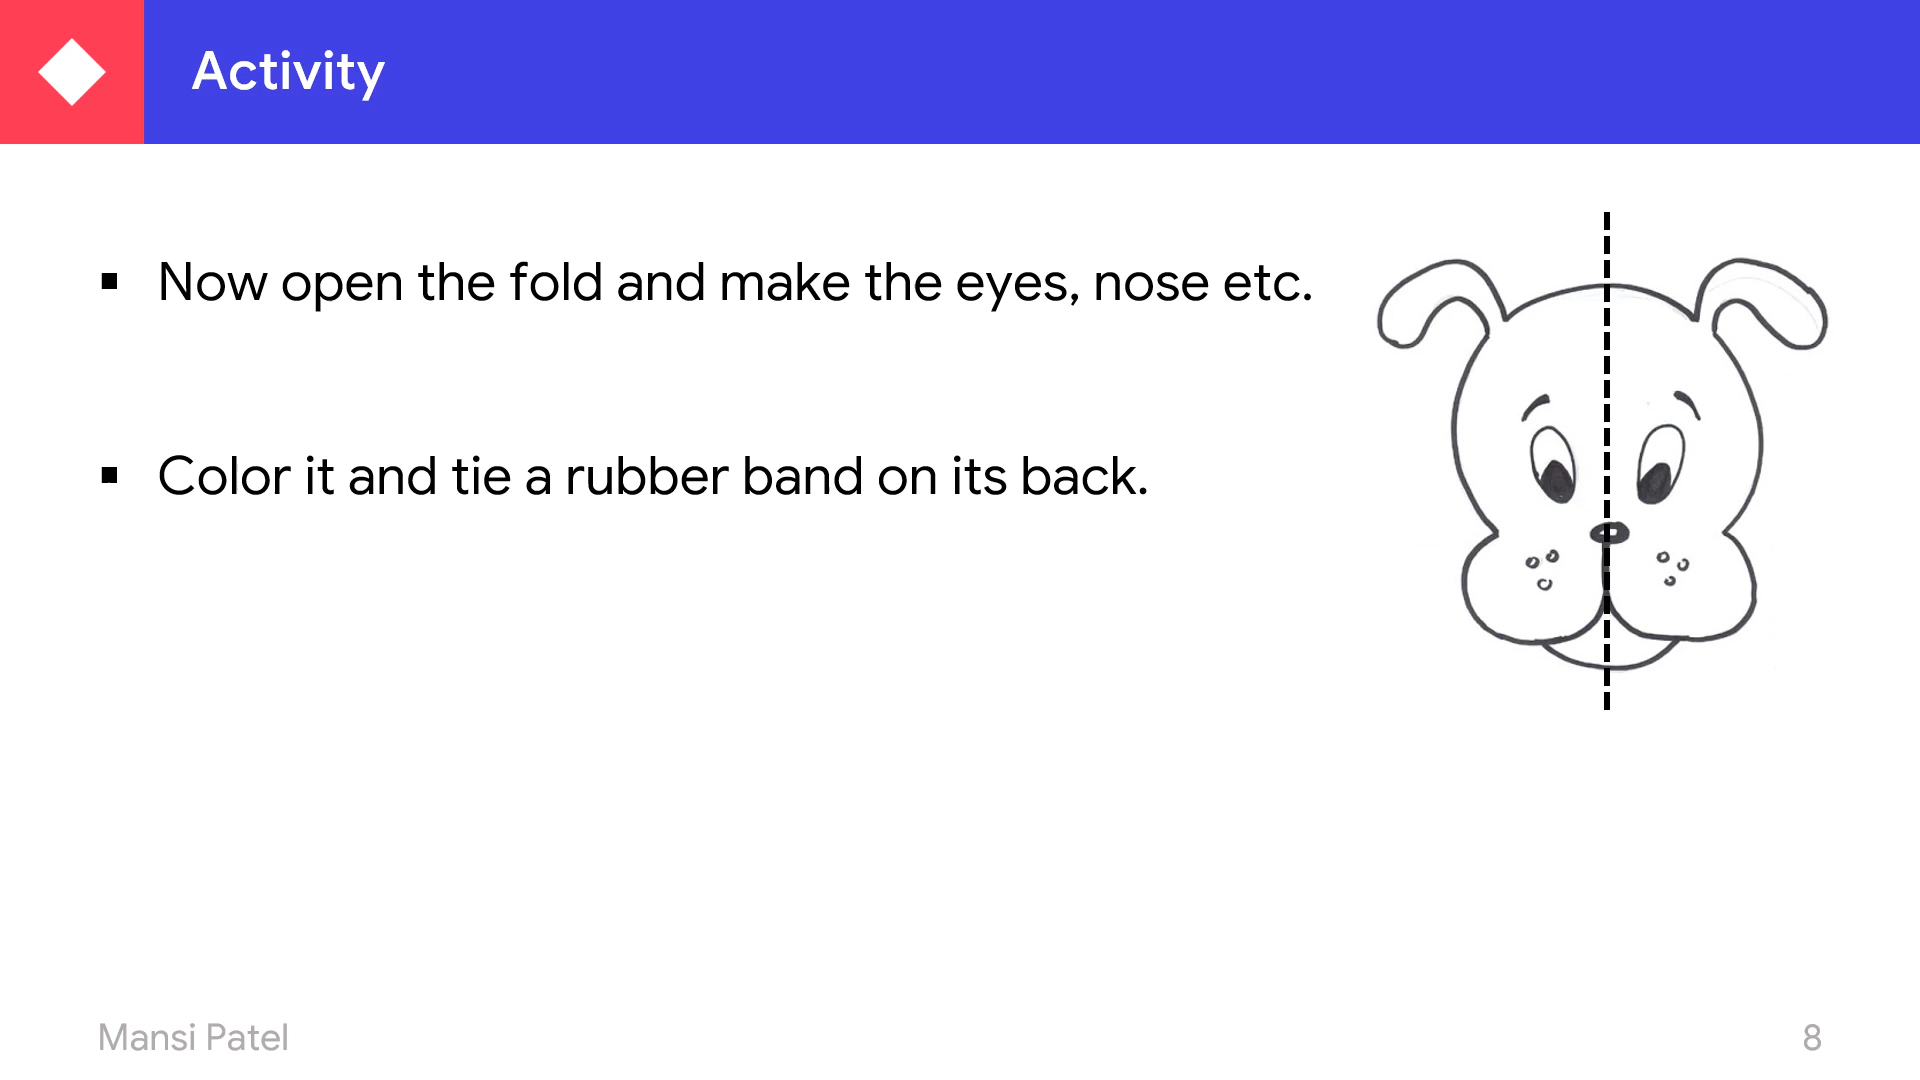 Activity
▪ Now open the fold and make the eyes, nose etc.
▪ Color it and tie a rubber band on its back.
Mansi Patel
8